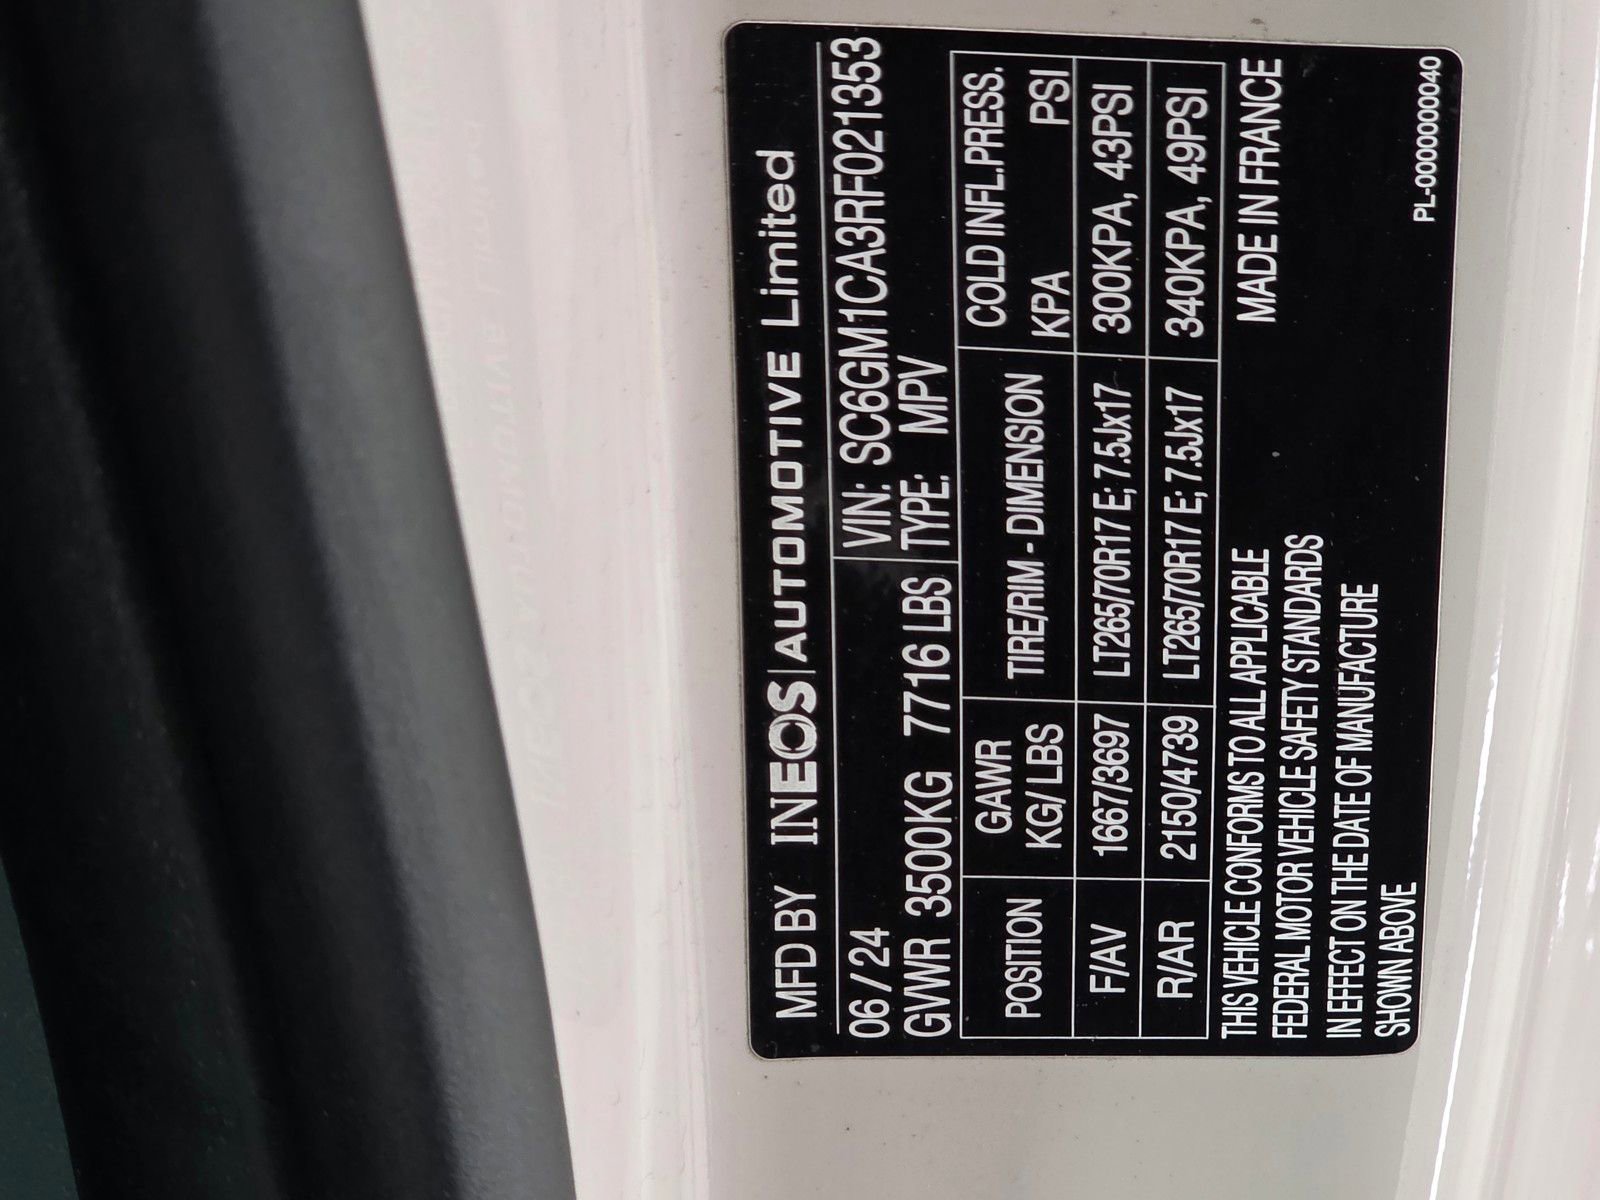 MFD BY INEOS|AUTOMOTIVE Limited
06 / 24 VIN: SC6GM1CA3RF021353
GVWR 3500KG 7716 LBS TYPE: MPV
POSITION GAWR KG/ LBS TIRE/RIM - DIMENSION COLD INFL.PRESS. KPA PSI
F/AV 1667/3697 LT265/70R17 E; 7.5Jx17 300KPA, 43PSI
R/AR 2150/4739 LT265/70R17 E; 7.5Jx17 340KPA, 49PSI
THIS VEHICLE CONFORMS TO ALL APPLICABLE
FEDERAL MOTOR VEHICLE SAFETY STANDARDS
IN EFFECT ON THE DATE OF MANUFACTURE
SHOWN ABOVE
MADE IN FRANCE
PL-000000040